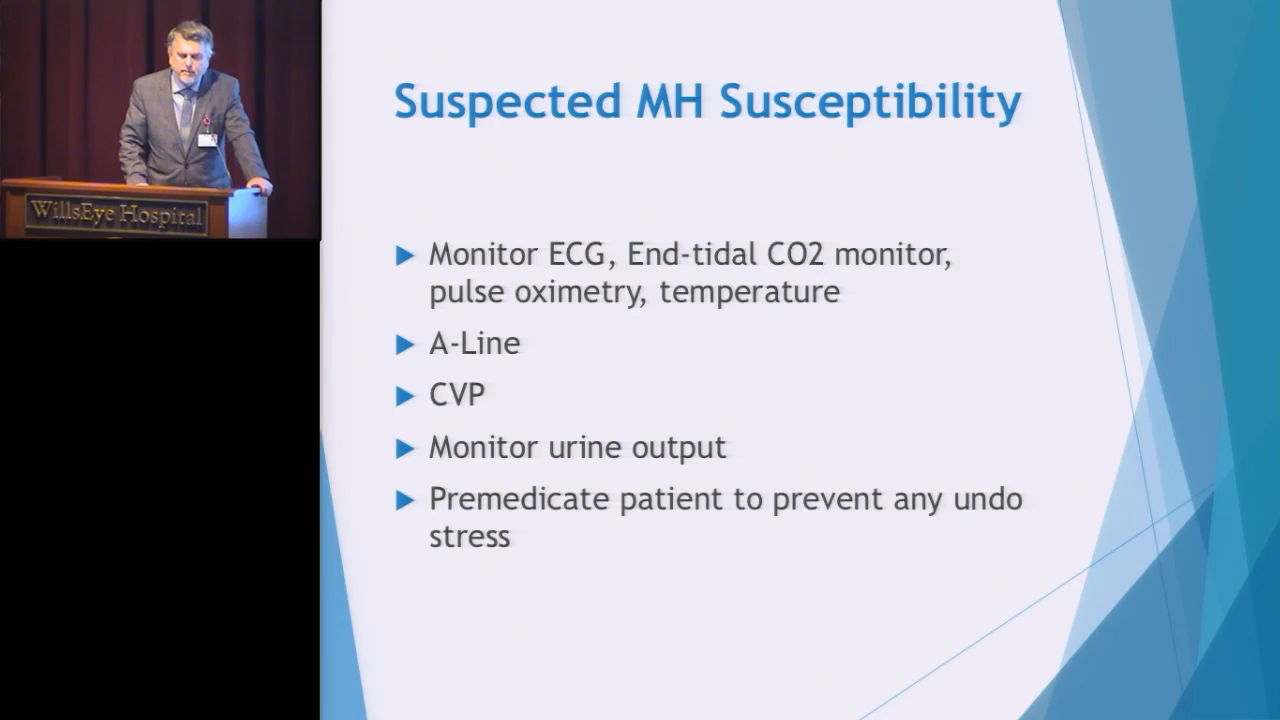 Suspected MH Susceptibility
Monitor ECG, End-tidal CO2 monitor,
pulse oximetry, temperature
A-Line
CVP
Monitor urine output
Premedicate patient to prevent any undo
stress
WillsEye Hospital